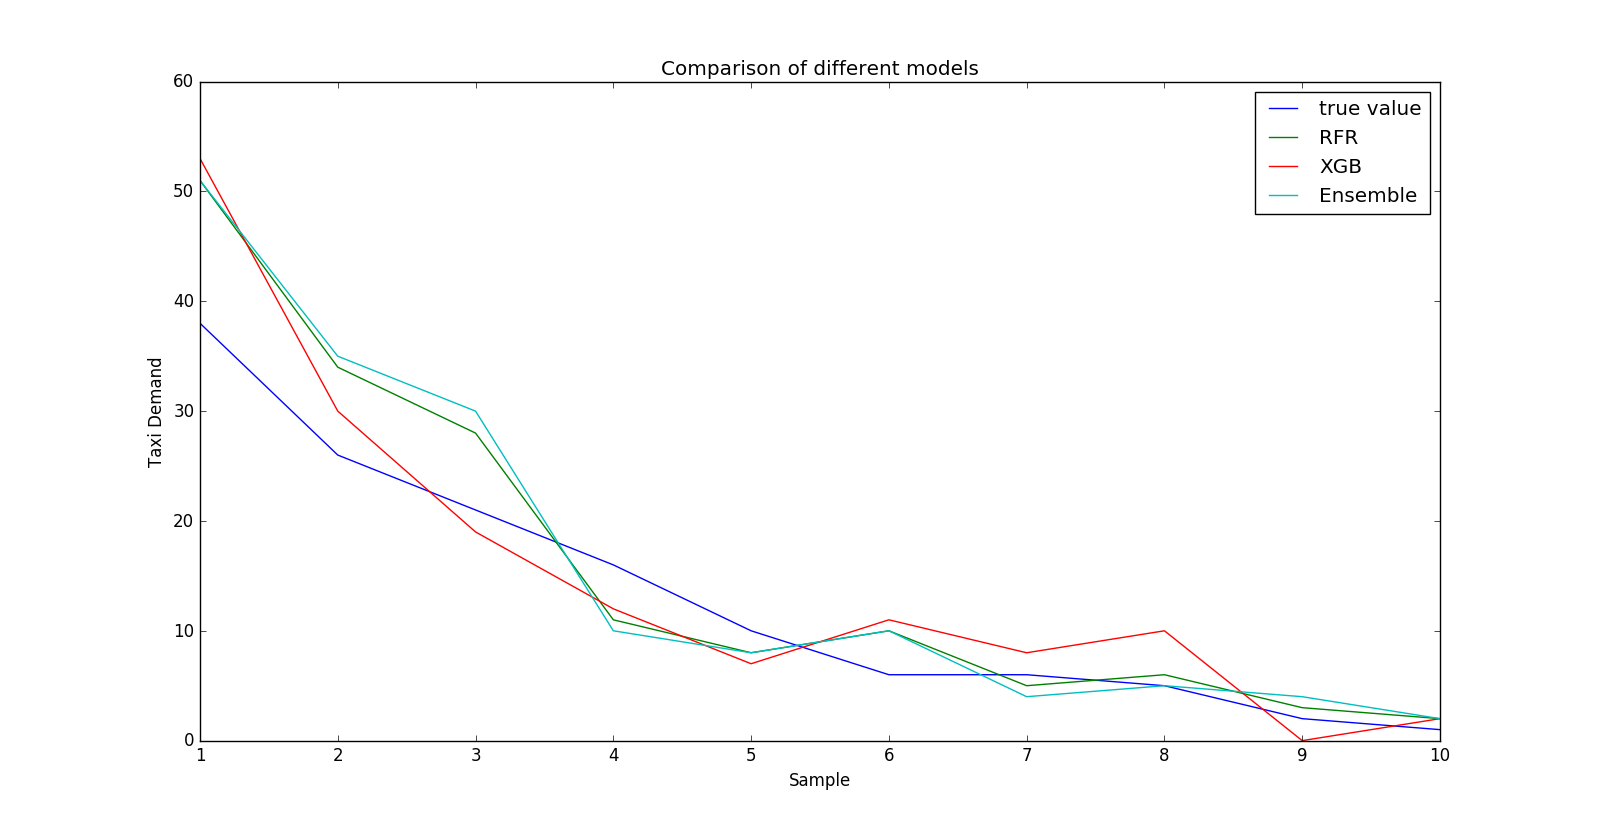 Comparison of different models
60
50
40
30
20
10
0
Taxi Demand
true value
RFR
XGB
Ensemble
1 2 3 4 5 6 7 8 9 10
Sample